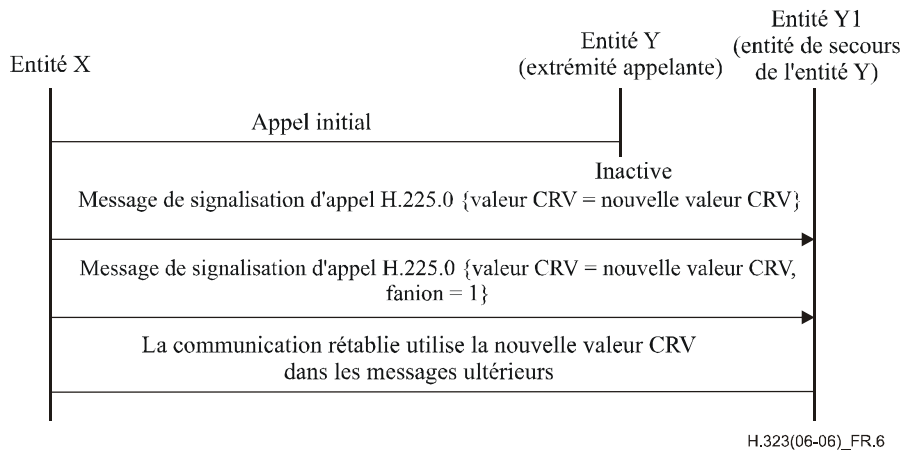 Entité X
Entité Y
(extrémité appelante)
Entité Y1
(entité de secours
de l'entité Y)
Appel initial
Inactive
Message de signalisation d'appel H.225.0 {valeur CRV = nouvelle valeur CRV}
Message de signalisation d'appel H.225.0 {valeur CRV = nouvelle valeur CRV,
fanion = 1}
La communication rétablie utilise la nouvelle valeur CRV
dans les messages ultérieurs
H.323(06-06)_FR.6